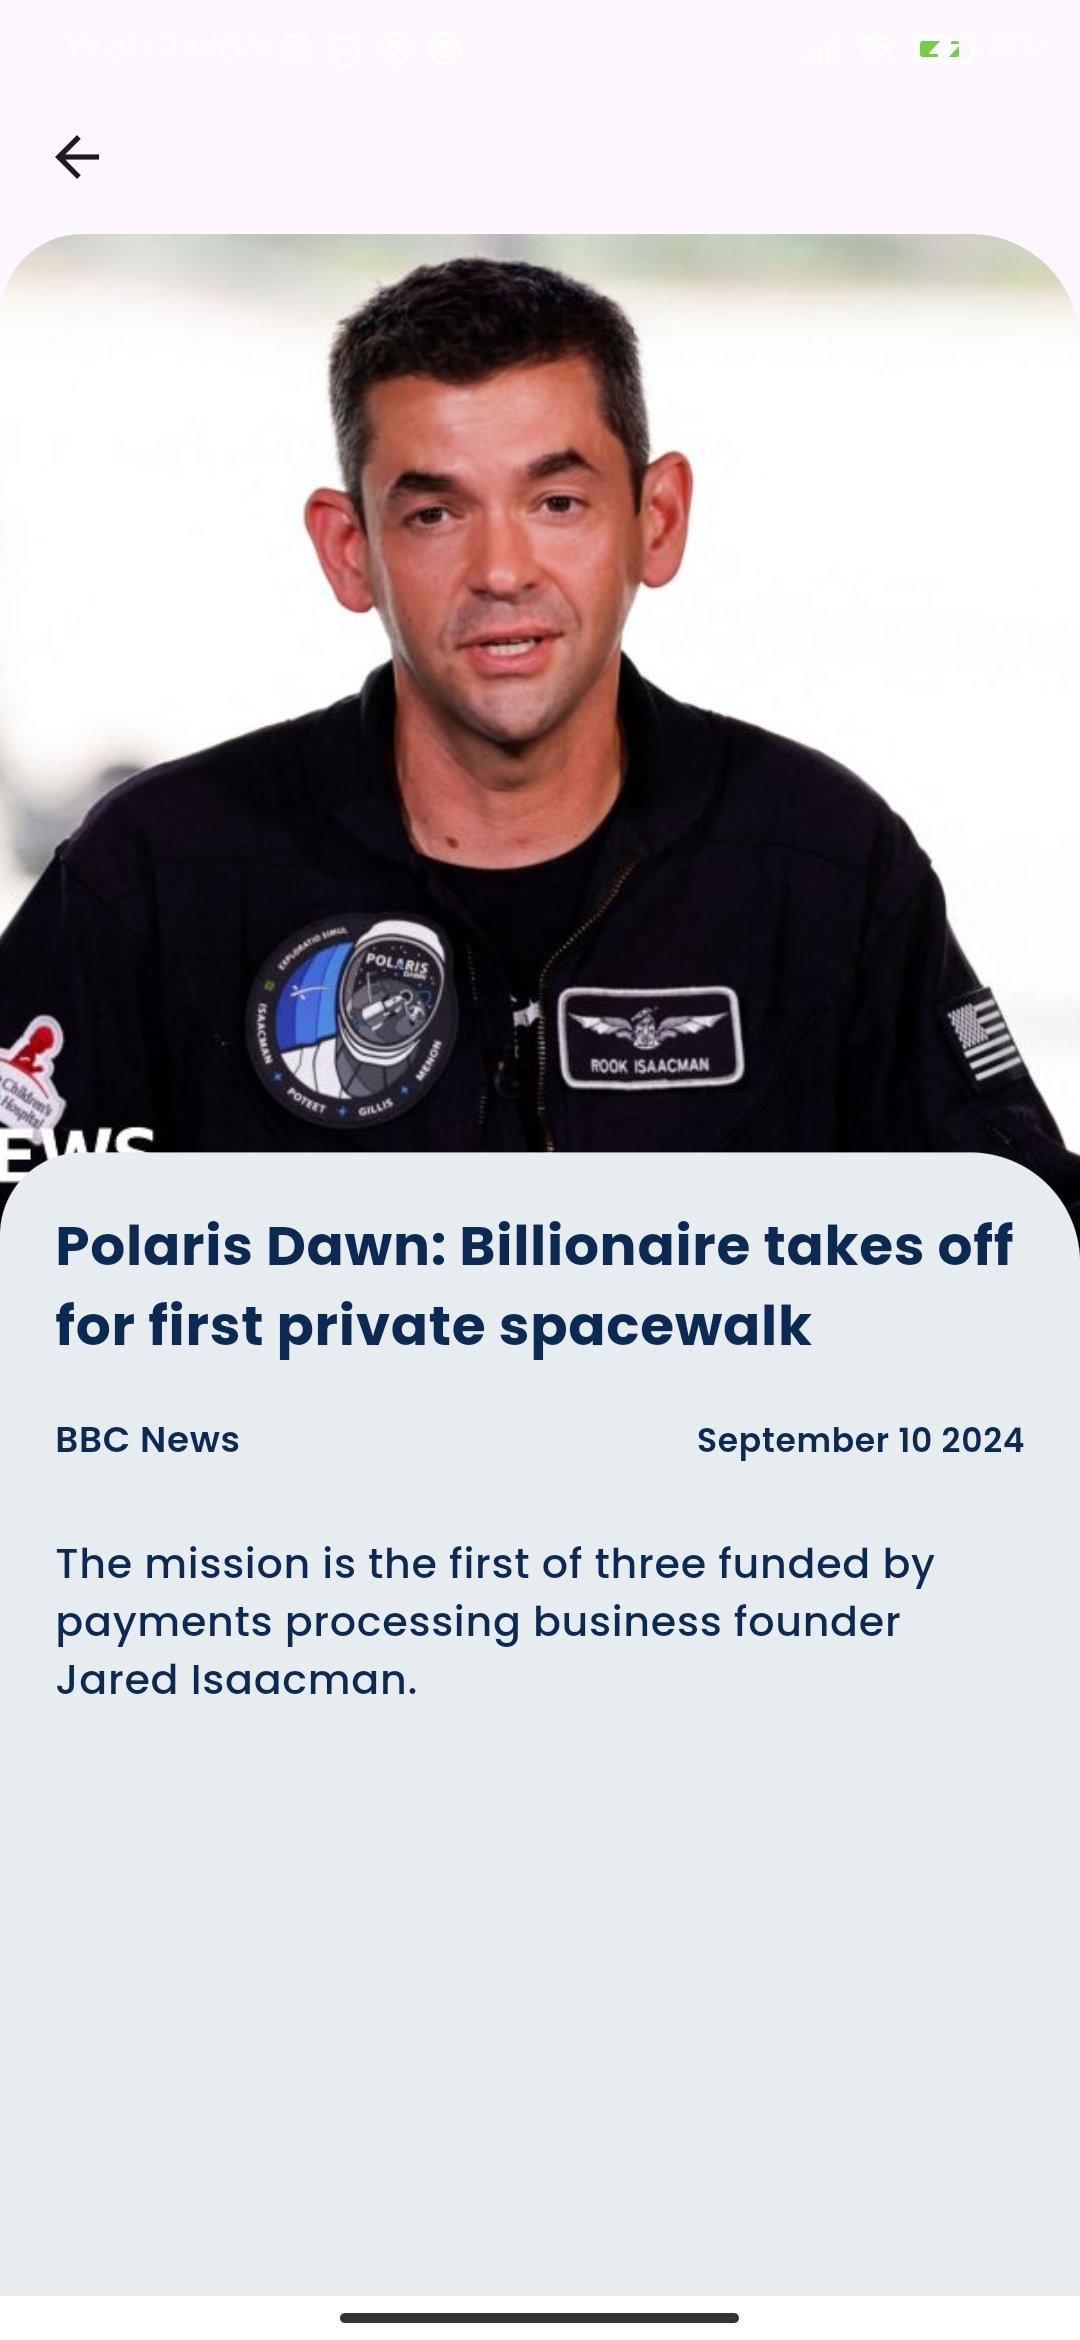 19:24 | 0.9KB/s
80
EXPLORATIO SIMUL
POLARIS
DAWN
ISAACMAN
POTEET
GILLIS
MENON
ROOK ISAACMAN
Children's
Hospital
EWS
Polaris Dawn: Billionaire takes off
for first private spacewalk
BBC News
September 10 2024
The mission is the first of three funded by
payments processing business founder
Jared Isaacman.